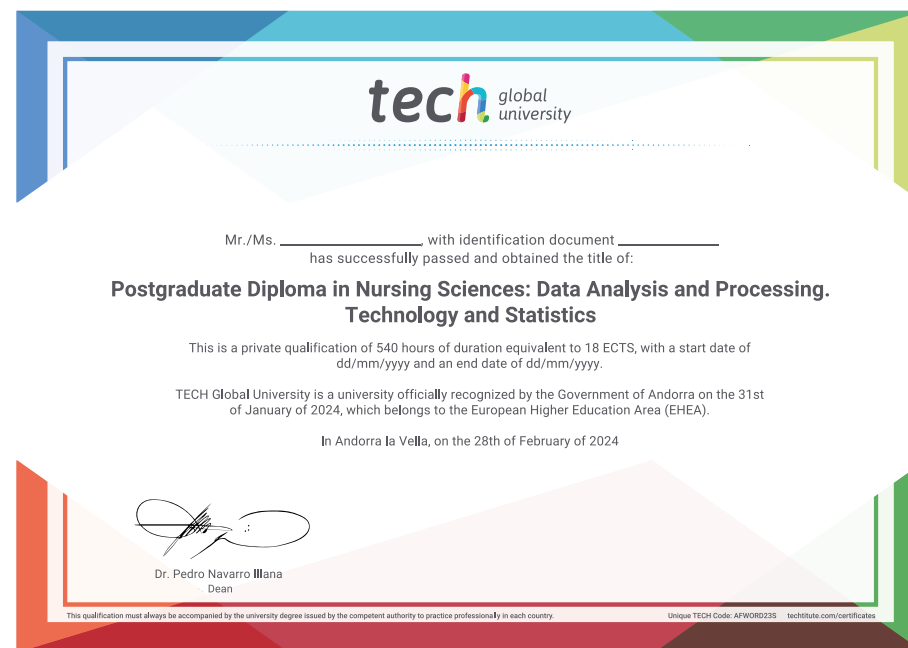 tech global university
Mr./Ms. ____________, with identification document ____________
has successfully passed and obtained the title of:
Postgraduate Diploma in Nursing Sciences: Data Analysis and Processing.
Technology and Statistics
This is a private qualification of 540 hours of duration equivalent to 18 ECTS, with a start date of
dd/mm/yyyy and an end date of dd/mm/yyyy.
TECH Global University is a university officially recognized by the Government of Andorra on the 31st
of January of 2024, which belongs to the European Higher Education Area (EHEA).
In Andorra la Vella, on the 28th of February of 2024
Dr. Pedro Navarro Illana
Dean
This qualification must always be accompanied by the university degree issued by the competent authority to practice professionally in each country.
Unique TECH Code: AFWORD23S techtitute.com/certificates